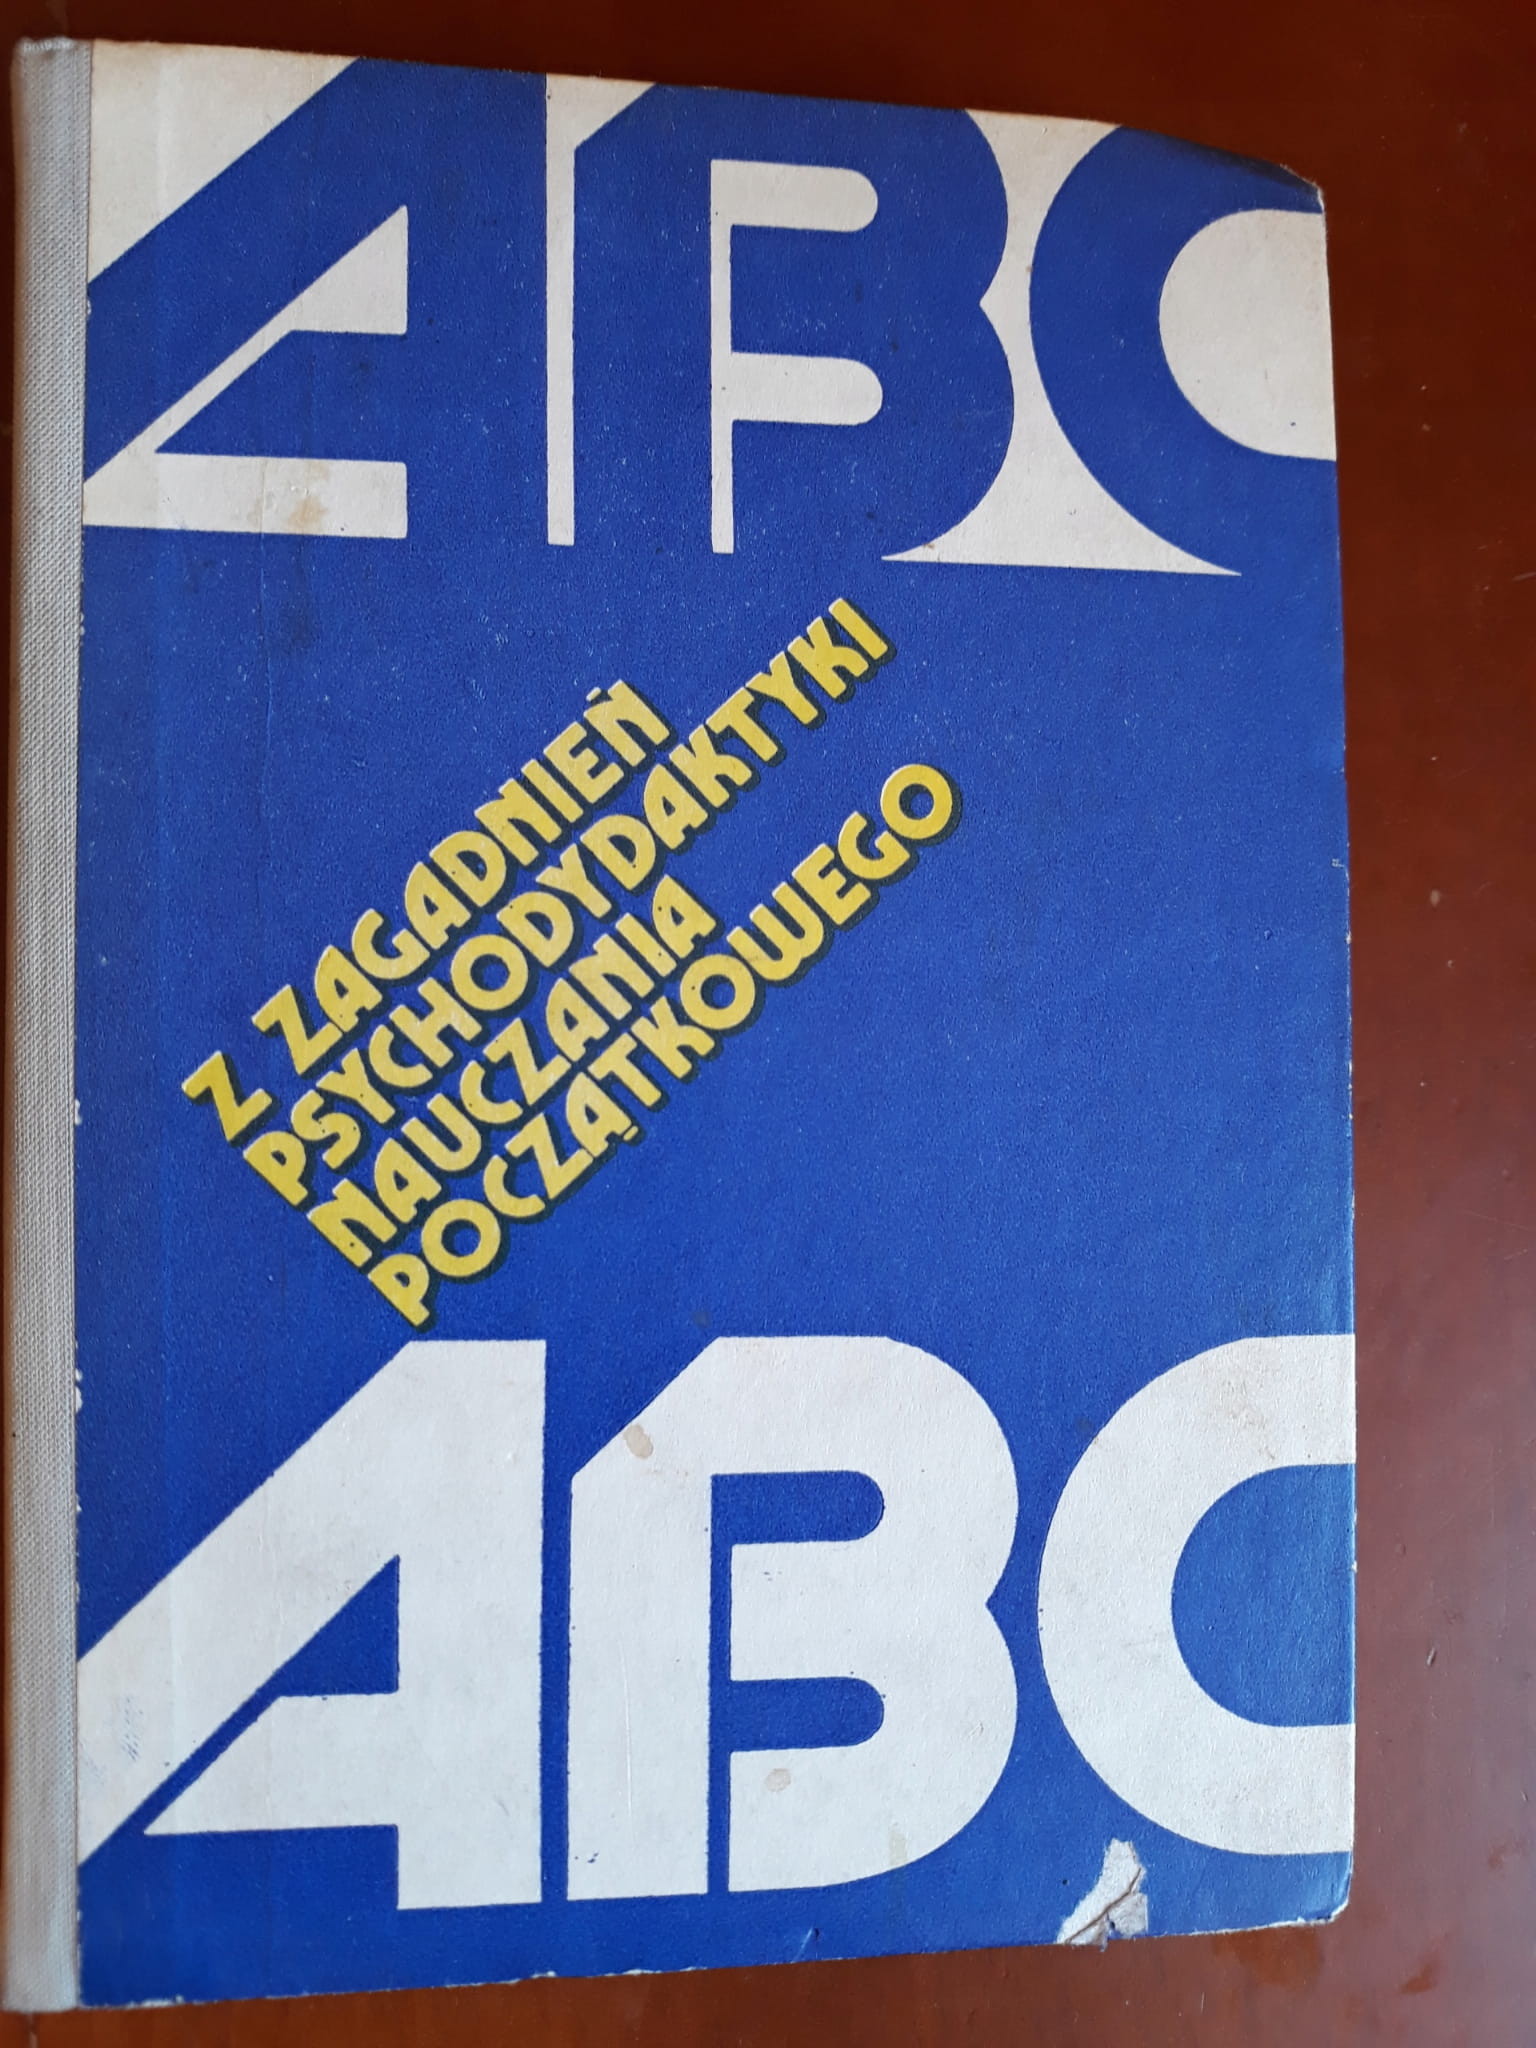 ABC
Z ZAGADNIEŃ
PSYCHODYDAKTYKI
NAUCZANIA
POCZĄTKOWEGO
ABC